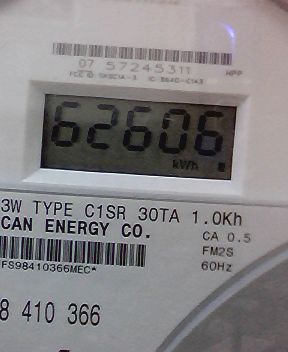 07 57245311
HPP
62606
kWh
3W TYPE C1SR 30TA 1.0Kh
CAN ENERGY CO.
CA 0.5
FM2S
60Hz
FS98410366MEC*
8 410 366